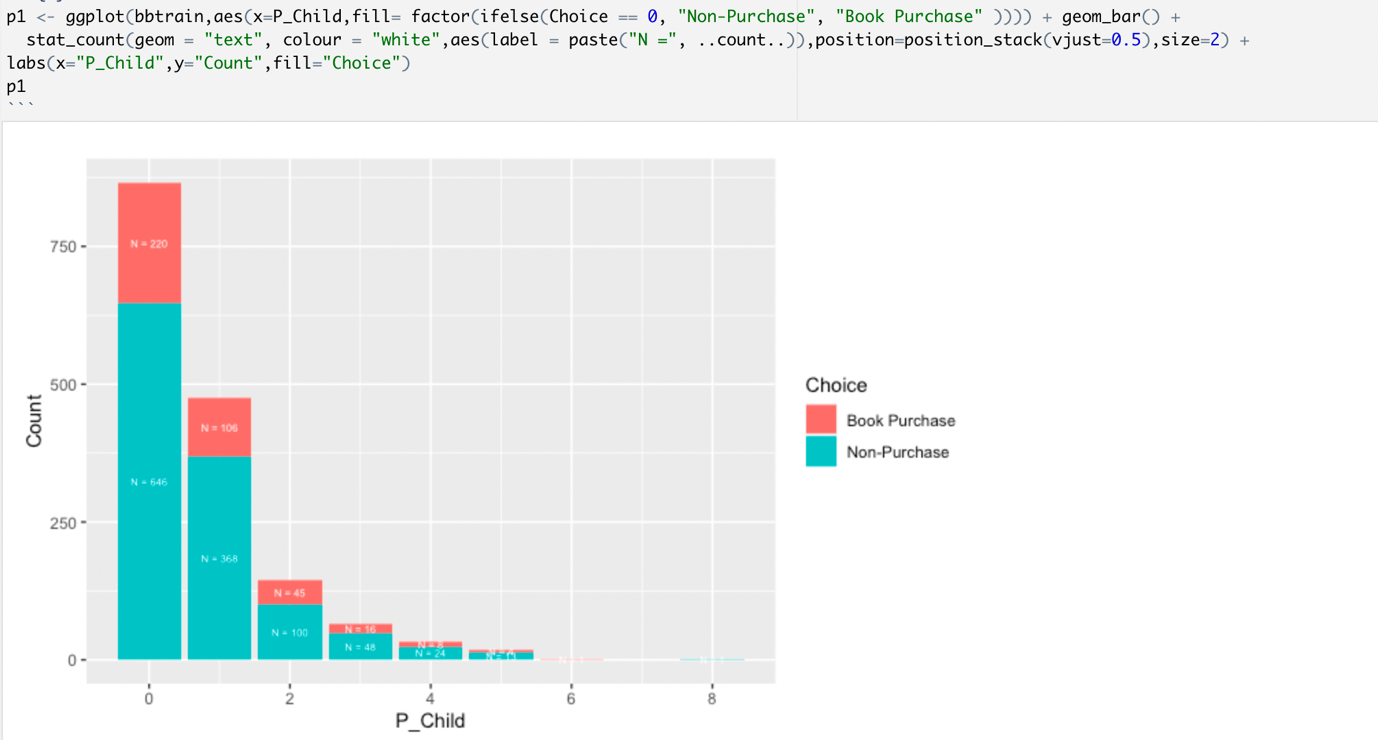 p1 <- ggplot(bbtrain,aes(x=P_Child,fill= factor(ifelse(Choice == 0, "Non-Purchase", "Book Purchase" )))) + geom_bar() +
stat_count(geom = "text", colour = "white",aes(label = paste("N =", ..count..)),position=position_stack(vjust=0.5),size=2) +
labs(x="P_Child",y="Count",fill="Choice")
p1
```
750
500
250
0
Count
N = 220
N = 646
N = 106
N = 368
N = 45
N = 100
N = 16
N = 48
N = 8
N = 24
0 2 4 6 8
P_Child
Choice
Book Purchase
Non-Purchase